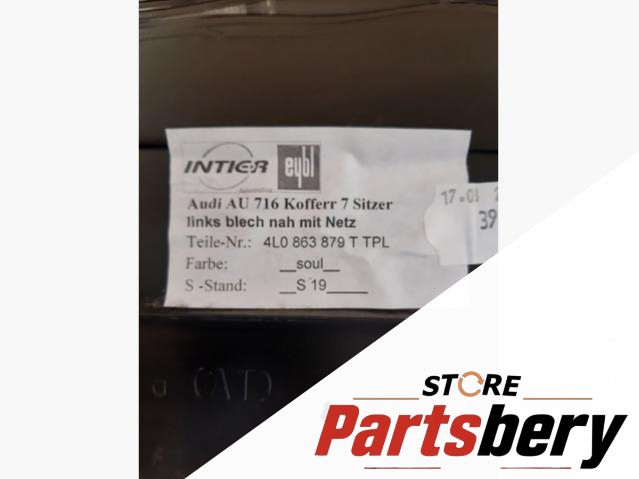 INTIER eybl
Audi AU 716 Kofferr 7 Sitzer
links blech nah mit Netz
Teile-Nr.: 4L0 863 879 T TPL
Farbe: __soul__
S -Stand: __S 19_____
17.01
39
STORE
Partsbery